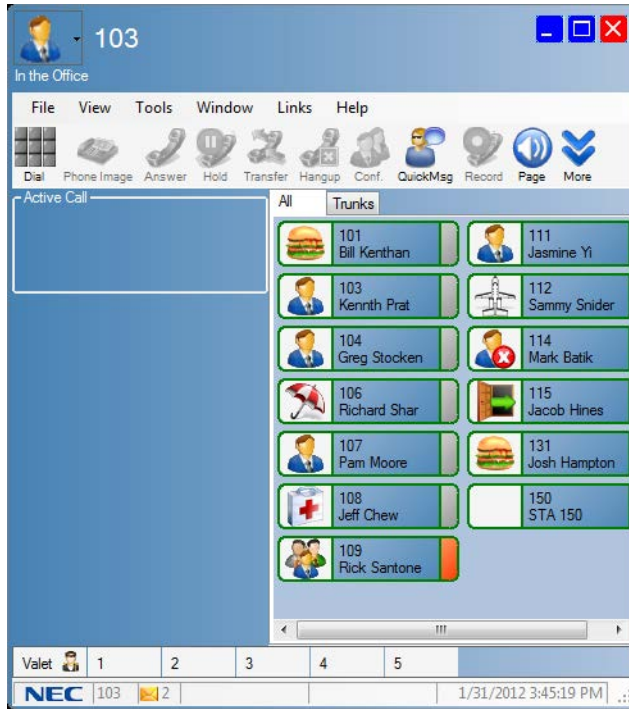 103
In the Office
File View Tools Window Links Help
Dial Phone Image Answer Hold Transfer Hangup Conf. QuickMsg Record Page More
Active Call
All Trunks
101
Bill Kenthan
111
Jasmine Yi
103
Kennth Prat
112
Sammy Snider
104
Greg Stocken
114
Mark Batik
106
Richard Shar
115
Jacob Hines
107
Pam Moore
131
Josh Hampton
108
Jeff Chew
150
STA 150
109
Rick Santone
Valet 1 2 3 4 5
NEC 103 2 1/31/2012 3:45:19 PM